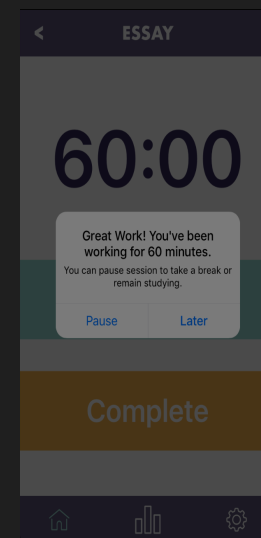 < ESSAY
60:00
Great Work! You've been
working for 60 minutes.
You can pause session to take a break or
remain studying.
Pause Later
Complete